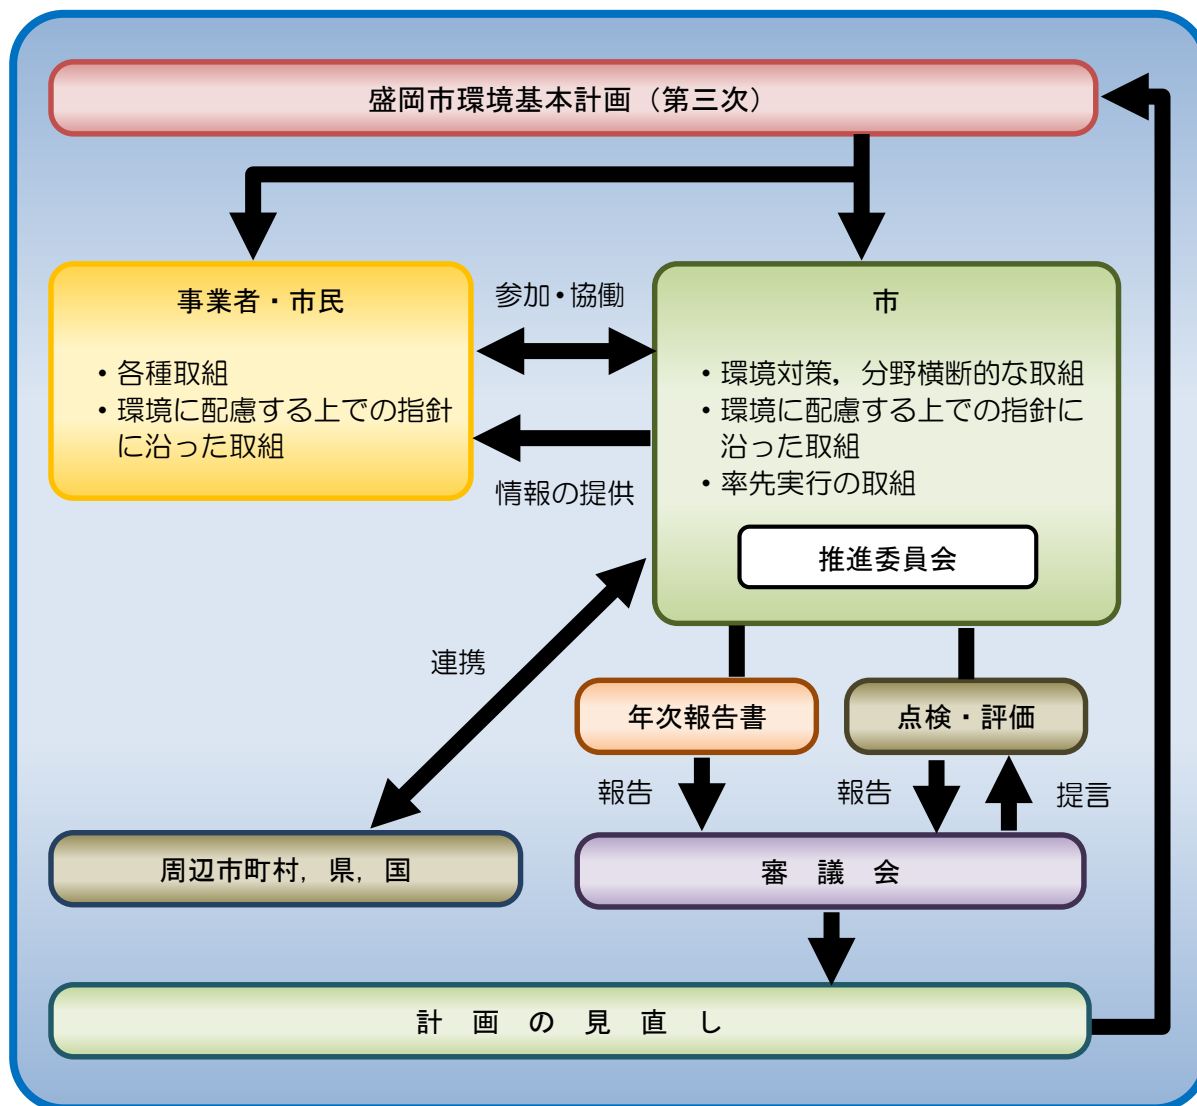 盛岡市環境基本計画（第三次）
事業者・市民
・各種取組
・環境に配慮する上での指針
に沿った取組
参加・協働
情報の提供
市
・環境対策，分野横断的な取組
・環境に配慮する上での指針に
沿った取組
・率先実行の取組
推進委員会
連携
年次報告書
点検・評価
報告
報告
提言
周辺市町村，県，国
審　議　会
計　画　の　見　直　し